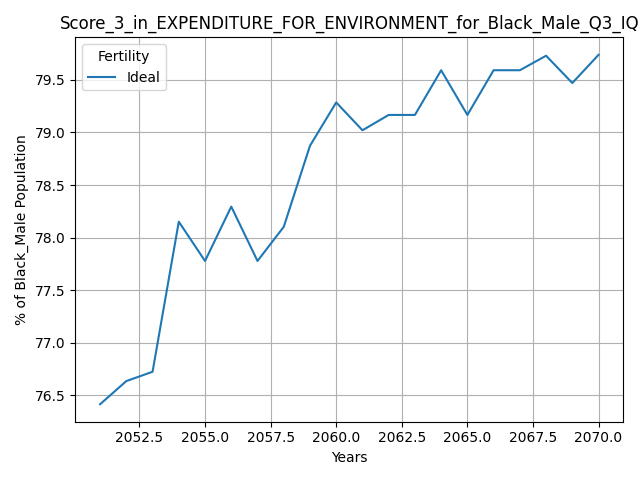 Score_3_in_EXPENDITURE_FOR_ENVIRONMENT_for_Black_Male_Q3_IQ
Fertility
Ideal
79.5
79.0
78.5
78.0
77.5
77.0
76.5
% of Black_Male Population
2052.5 2055.0 2057.5 2060.0 2062.5 2065.0 2067.5 2070.0
Years